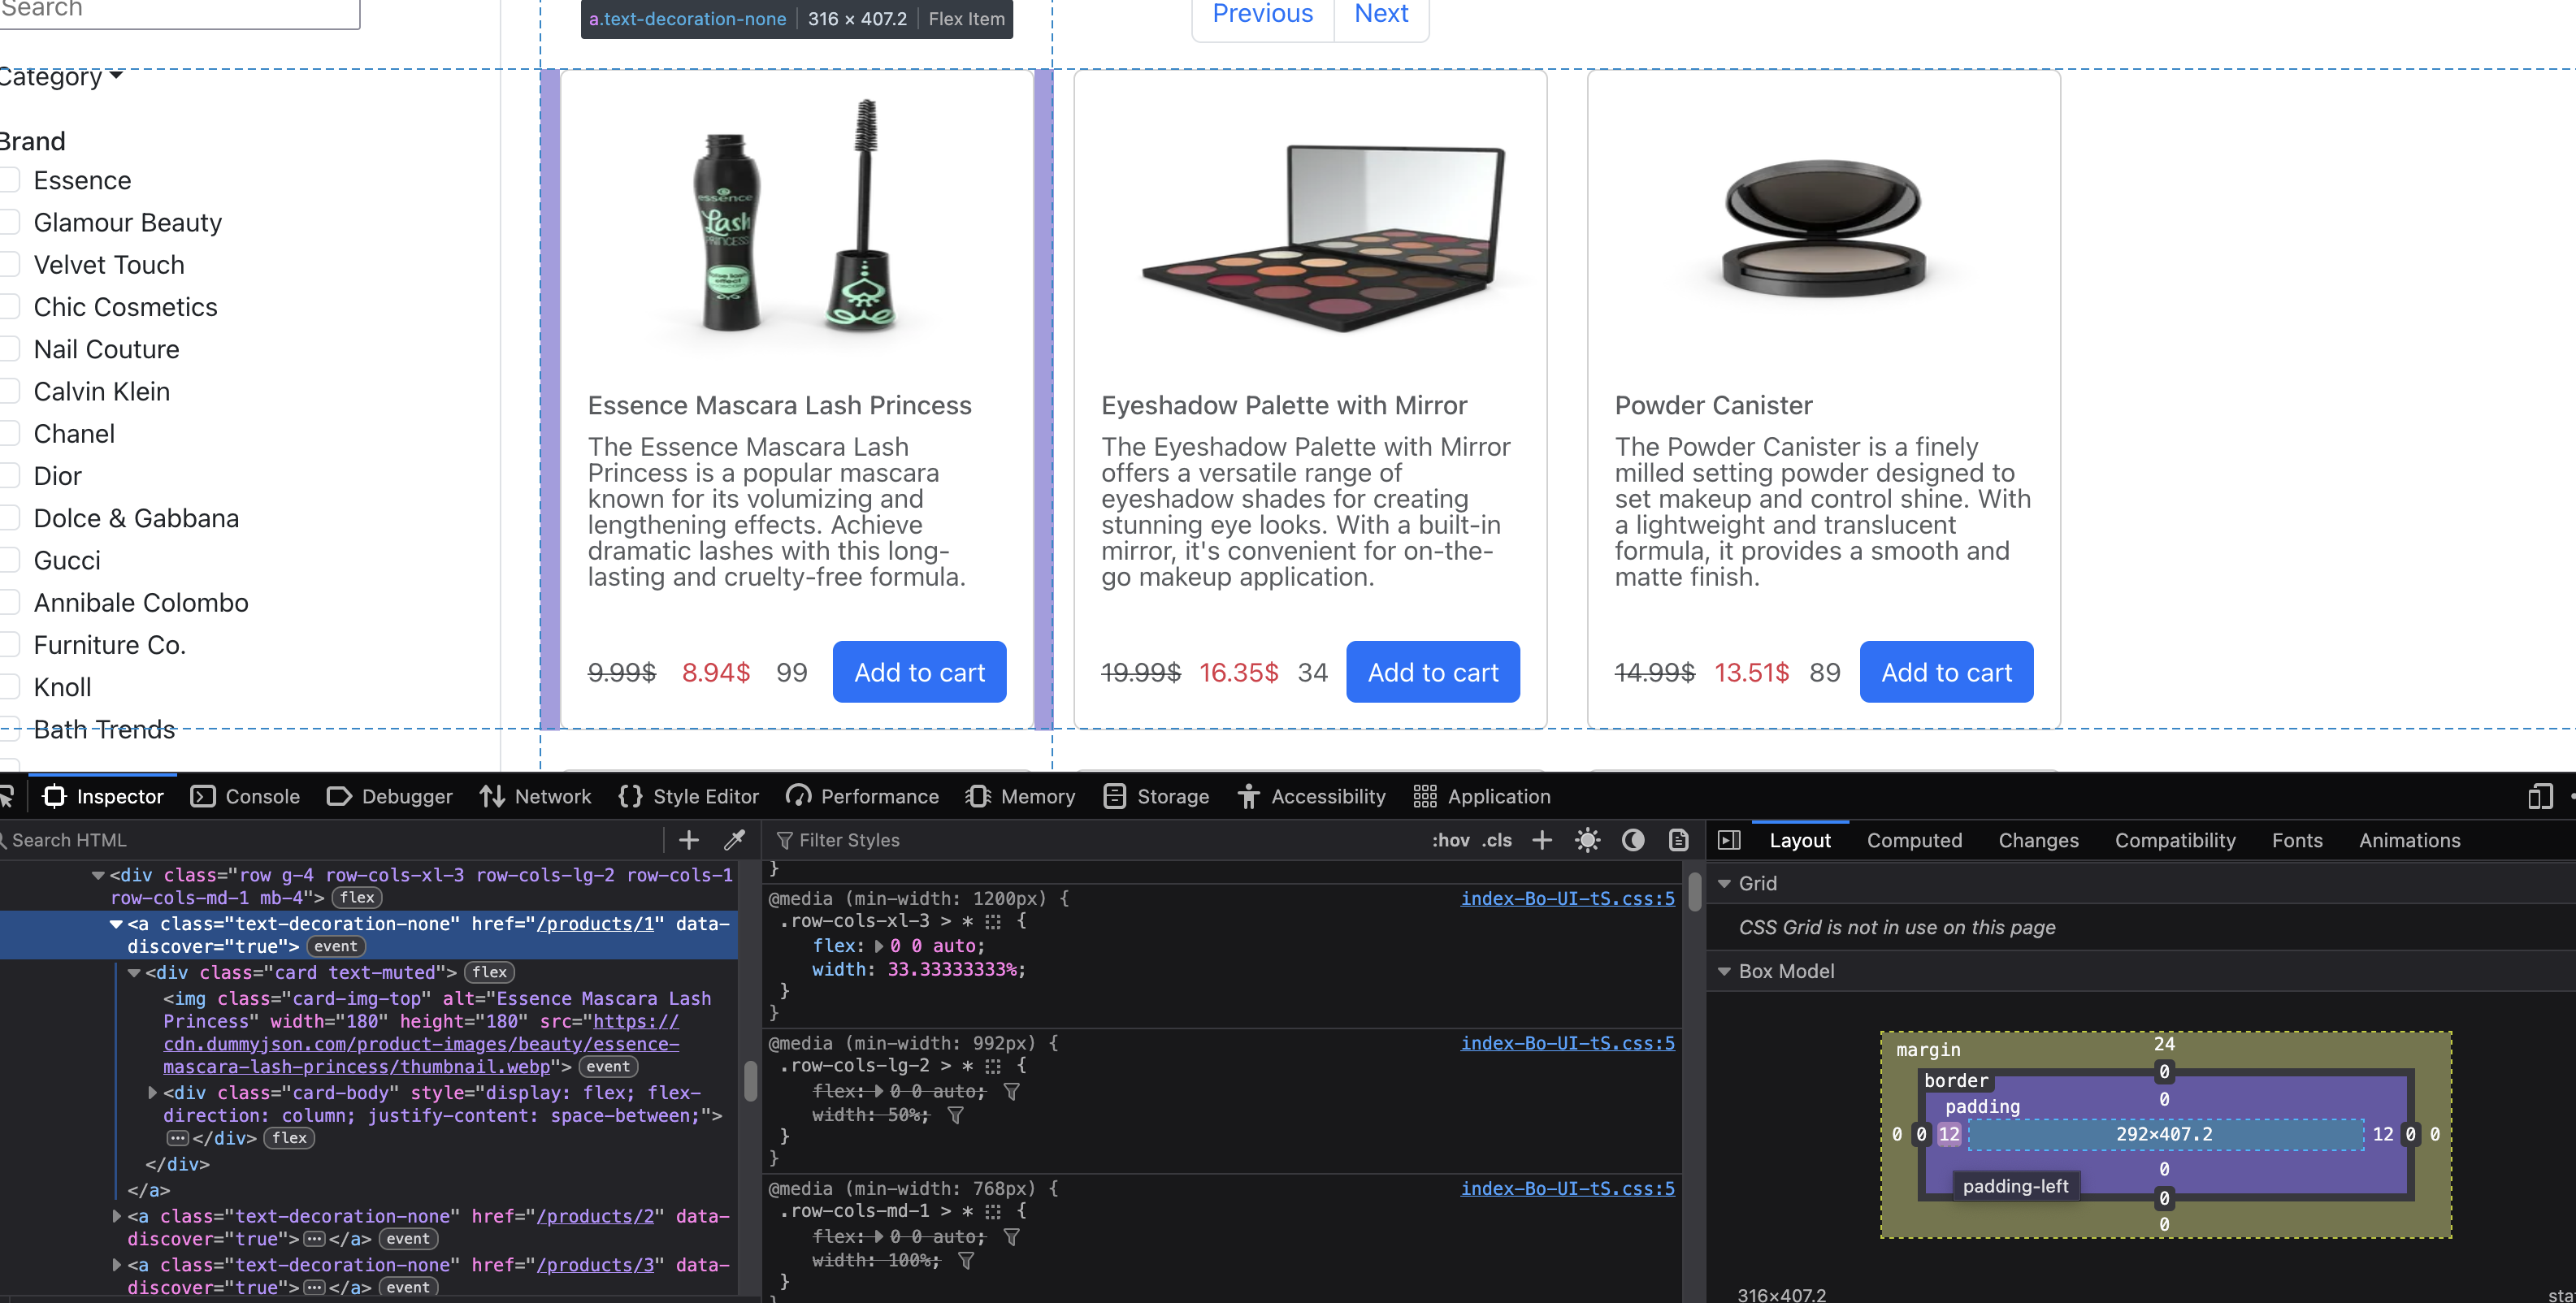 Search
a.text-decoration-none 316 × 407.2 Flex Item
Previous Next
Category
Brand
Essence
Glamour Beauty
Velvet Touch
Chic Cosmetics
Nail Couture
Calvin Klein
Chanel
Dior
Dolce & Gabbana
Gucci
Annibale Colombo
Furniture Co.
Knoll
Bath Trends
essence
Lash
PRINCESS
Essence Mascara Lash Princess
The Essence Mascara Lash
Princess is a popular mascara
known for its volumizing and
lengthening effects. Achieve
dramatic lashes with this long-
lasting and cruelty-free formula.
9.99$ 8.94$ 99 Add to cart
Eyeshadow Palette with Mirror
The Eyeshadow Palette with Mirror
offers a versatile range of
eyeshadow shades for creating
stunning eye looks. With a built-in
mirror, it's convenient for on-the-
go makeup application.
19.99$ 16.35$ 34 Add to cart
Powder Canister
The Powder Canister is a finely
milled setting powder designed to
set makeup and control shine. With
a lightweight and translucent
formula, it provides a smooth and
matte finish.
14.99$ 13.51$ 89 Add to cart
Inspector Console Debugger Network Style Editor Performance Memory Storage Accessibility Application
Search HTML
<div class="row g-4 row-cols-xl-3 row-cols-lg-2 row-cols-1
row-cols-md-1 mb-4"> flex
<a class="text-decoration-none" href="/products/1" data-
discover="true"> event
<div class="card text-muted"> flex
<img class="card-img-top" alt="Essence Mascara Lash
Princess" width="180" height="180" src="https://
cdn.dummyjson.com/product-images/beauty/essence-
mascara-lash-princess/thumbnail.webp"> event
<div class="card-body" style="display: flex; flex-
direction: column; justify-content: space-between;">
</div> flex
</div>
</a>
<a class="text-decoration-none" href="/products/2" data-
discover="true"></a> event
<a class="text-decoration-none" href="/products/3" data-
discover="true"></a> event
Filter Styles :hov .cls
}
@media (min-width: 1200px) { index-Bo-UI-tS.css:5
.row-cols-xl-3 > * {
flex: 0 0 auto;
width: 33.33333333%;
}
}
@media (min-width: 992px) { index-Bo-UI-tS.css:5
.row-cols-lg-2 > * {
flex: 0 0 auto;
width: 50%;
}
}
@media (min-width: 768px) { index-Bo-UI-tS.css:5
.row-cols-md-1 > * {
flex: 0 0 auto;
width: 100%;
}
Layout Computed Changes Compatibility Fonts Animations
Grid
CSS Grid is not in use on this page
Box Model
margin 24
border 0
padding 0
0 0 12 292×407.2 12 0 0
0
padding-left
0
0
316×407.2 sta